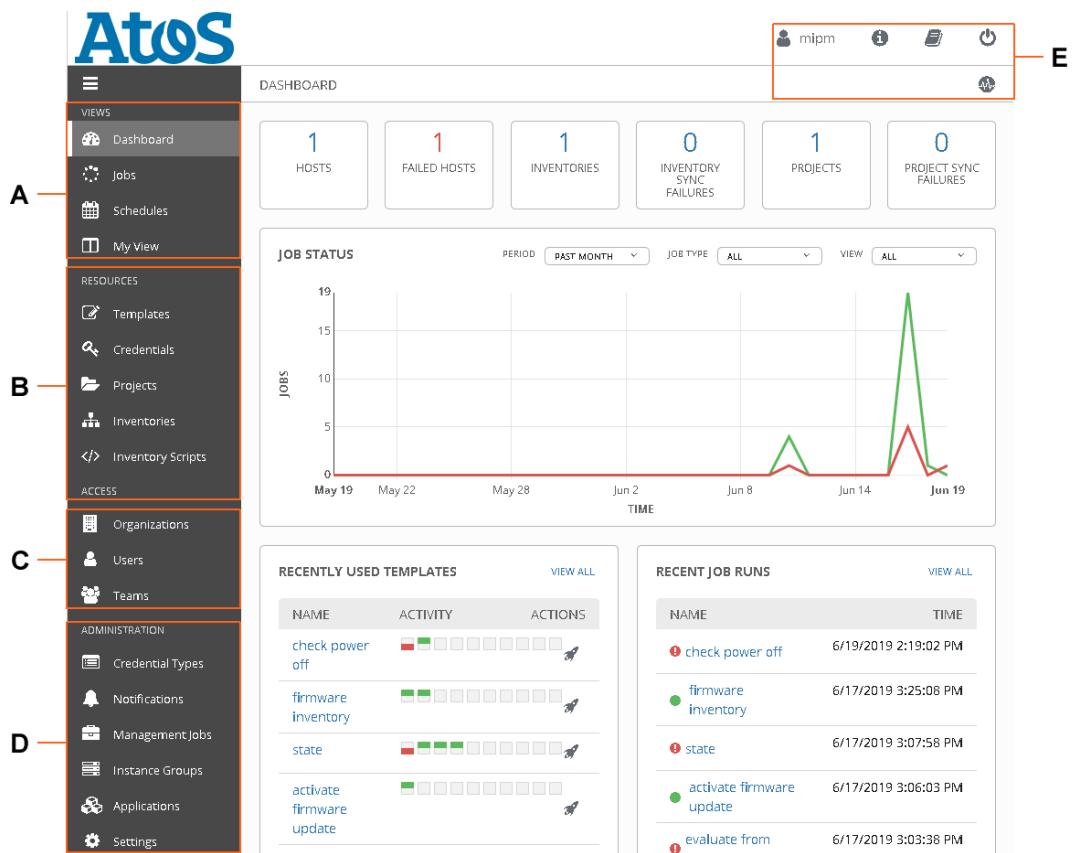 Atos
mipm
E
DASHBOARD
VIEWS
Dashboard
Jobs
A
Schedules
My View
RESOURCES
Templates
Credentials
B
Projects
Inventories
Inventory Scripts
ACCESS
Organizations
C
Users
Teams
ADMINISTRATION
Credential Types
Notifications
D
Management Jobs
Instance Groups
Applications
Settings
1
HOSTS
1
FAILED HOSTS
1
INVENTORIES
0
INVENTORY
SYNC
FAILURES
1
PROJECTS
0
PROJECT SYNC
FAILURES
JOB STATUS
PERIOD PAST MONTH
JOB TYPE ALL
VIEW ALL
19
15
10
5
0
JOBS
May 19 May 22 May 28 Jun 2 Jun 8 Jun 14 Jun 19
TIME
RECENTLY USED TEMPLATES VIEW ALL
NAME ACTIVITY ACTIONS
check power
off
firmware
inventory
state
activate
firmware
update
RECENT JOB RUNS VIEW ALL
NAME TIME
check power off 6/19/2019 2:19:02 PM
firmware
inventory
6/17/2019 3:25:08 PM
state 6/17/2019 3:07:58 PM
activate firmware
update
6/17/2019 3:06:03 PM
evaluate from 6/17/2019 3:03:38 PM